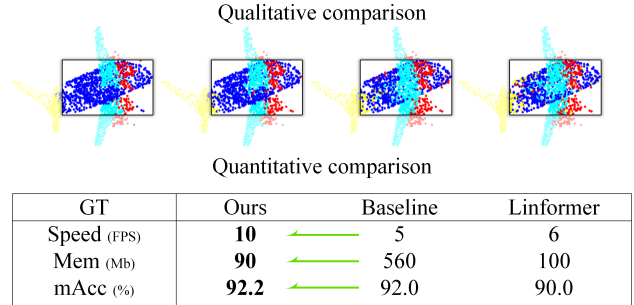 Qualitative comparison
Quantitative comparison
GT Ours Baseline Linformer
Speed (FPS) 10 5 6
Mem (Mb) 90 560 100
mAcc (%) 92.2 92.0 90.0